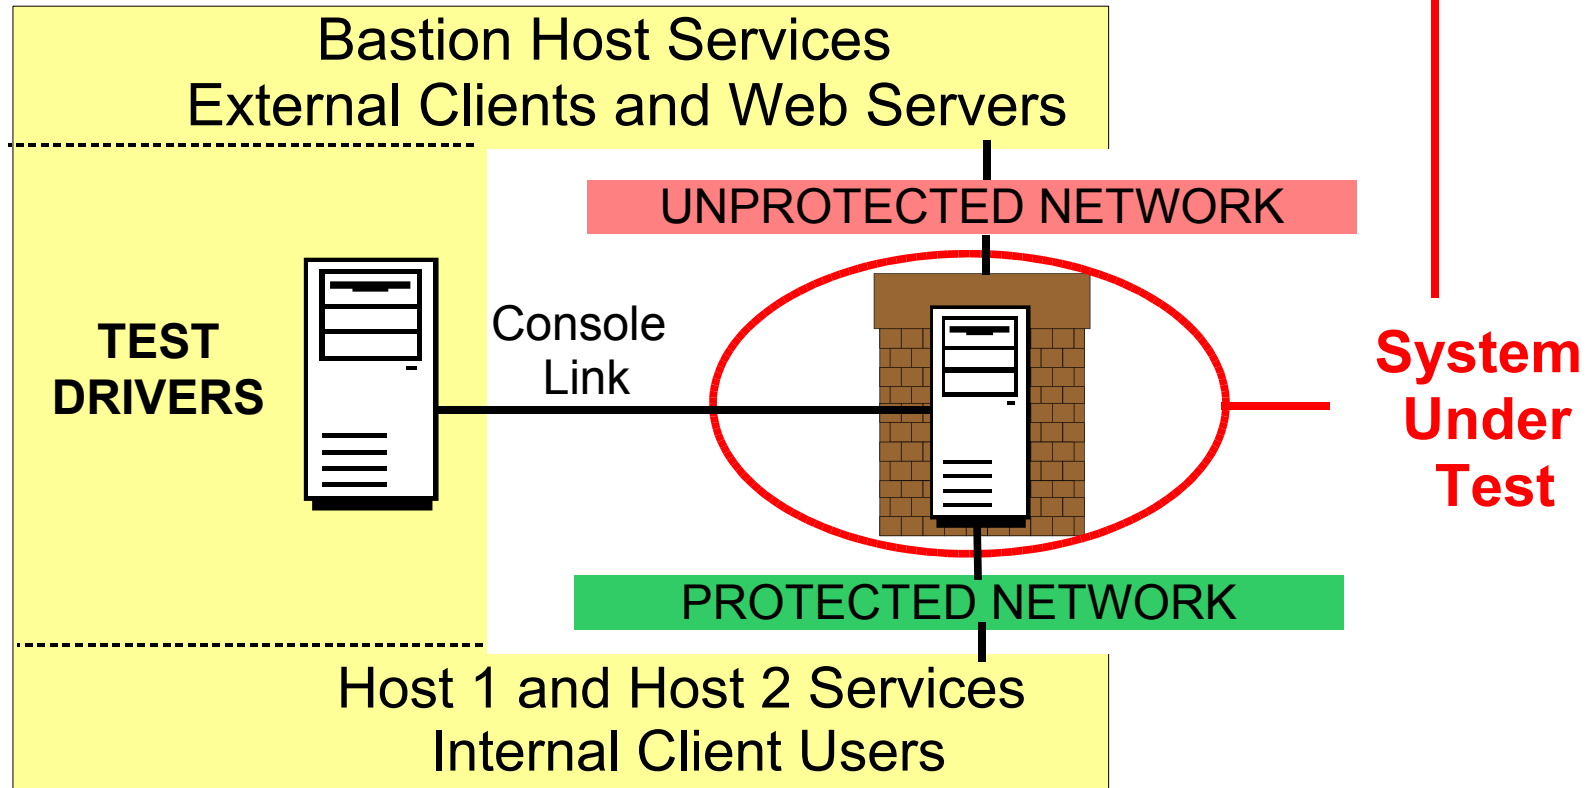 Bastion Host Services
External Clients and Web Servers
UNPROTECTED NETWORK
TEST
DRIVERS
Console
Link
System
Under
Test
PROTECTED NETWORK
Host 1 and Host 2 Services
Internal Client Users